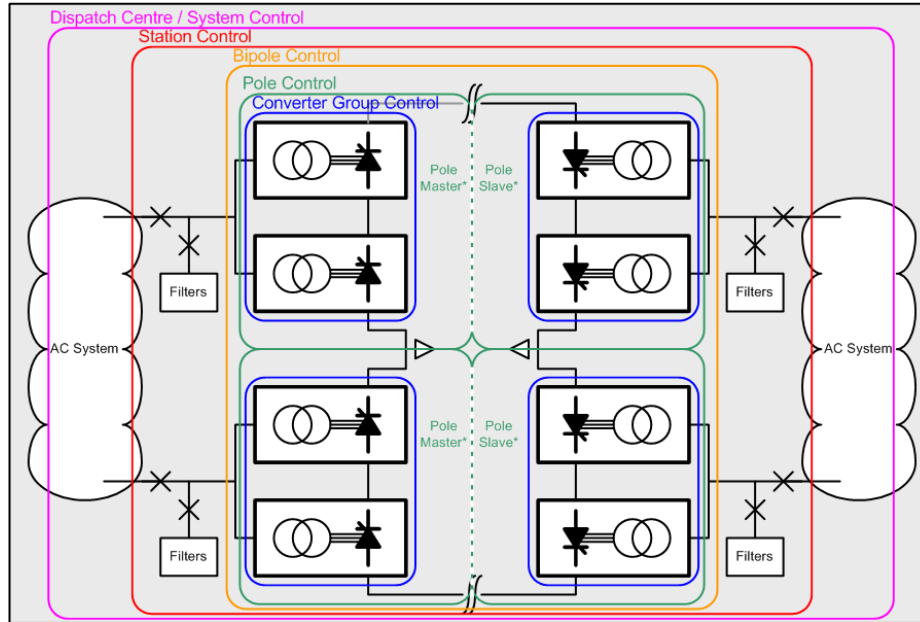 Dispatch Centre / System Control
Station Control
Bipole Control
Pole Control
Converter Group Control
Pole
Master*
Pole
Slave*
Filters
Filters
AC System
AC System
Pole
Master*
Pole
Slave*
Filters
Filters